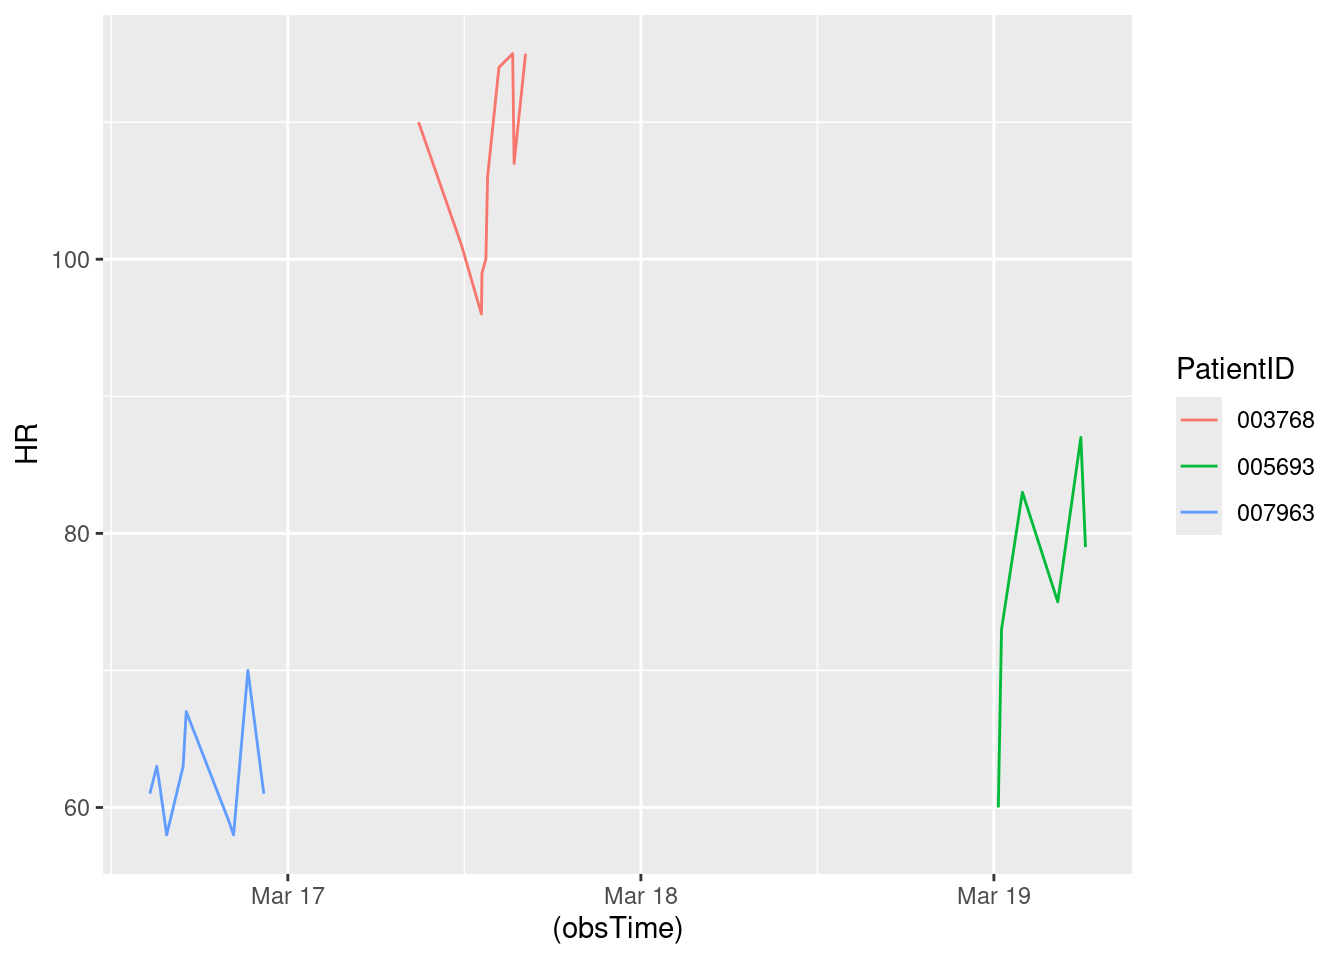 HR
100
80
60
Mar 17
Mar 18
Mar 19
(obsTime)
PatientID
003768
005693
007963